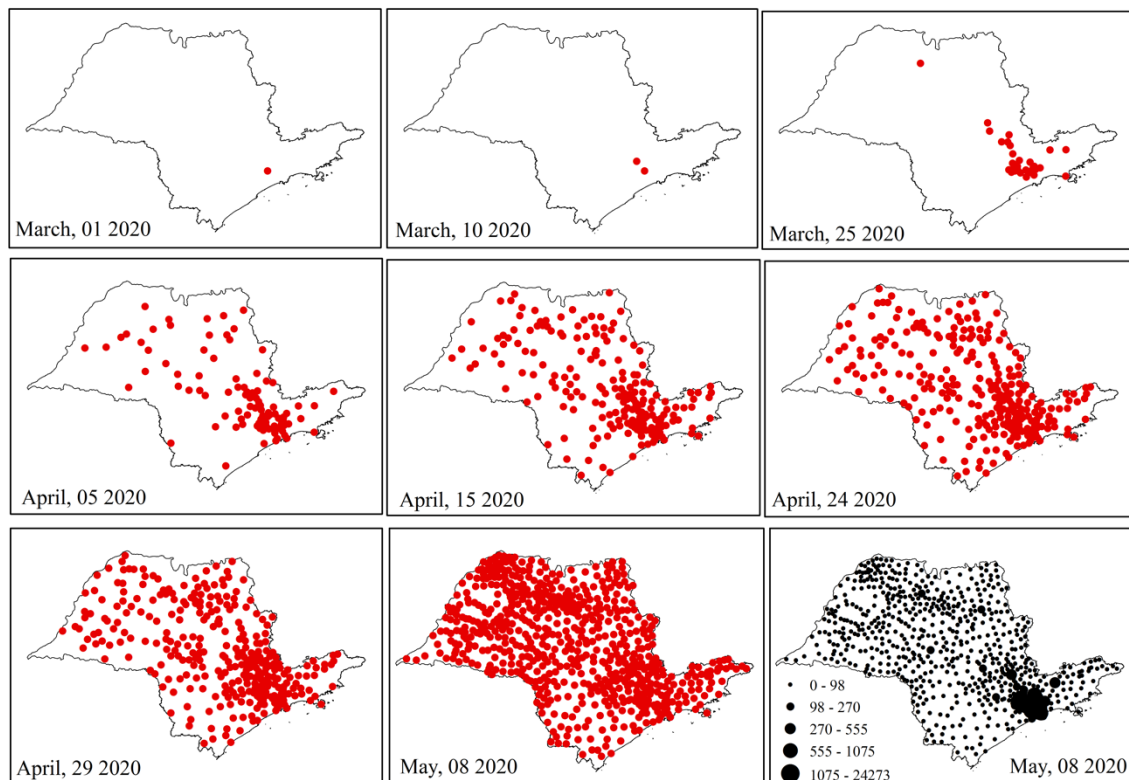 March, 01 2020
March, 10 2020
March, 25 2020
April, 05 2020
April, 15 2020
April, 24 2020
April, 29 2020
May, 08 2020
0 - 98
98 - 270
270 - 555
555 - 1075
1075 - 24273
May, 08 2020